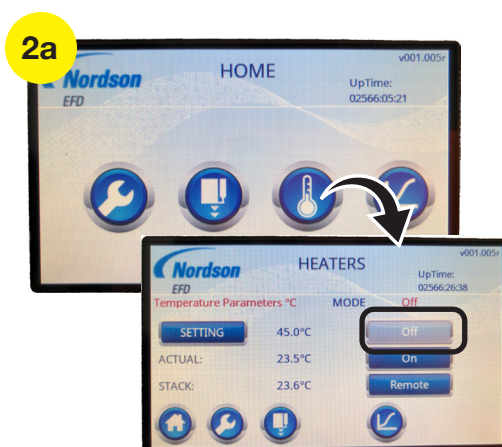 2a
v001.005r
Nordson HOME
EFD
UpTime:
02566:05:21
v001.005r
Nordson HEATERS
EFD
UpTime:
02566:26:38
Temperature Parameters °C MODE Off
SETTING 45.0°C Off
ACTUAL: 23.5°C On
STACK: 23.6°C Remote